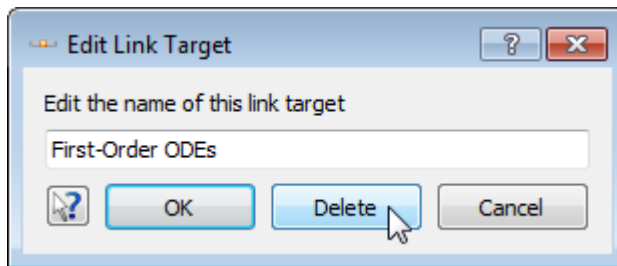 Edit Link Target
Edit the name of this link target
First-Order ODEs
OK Delete Cancel